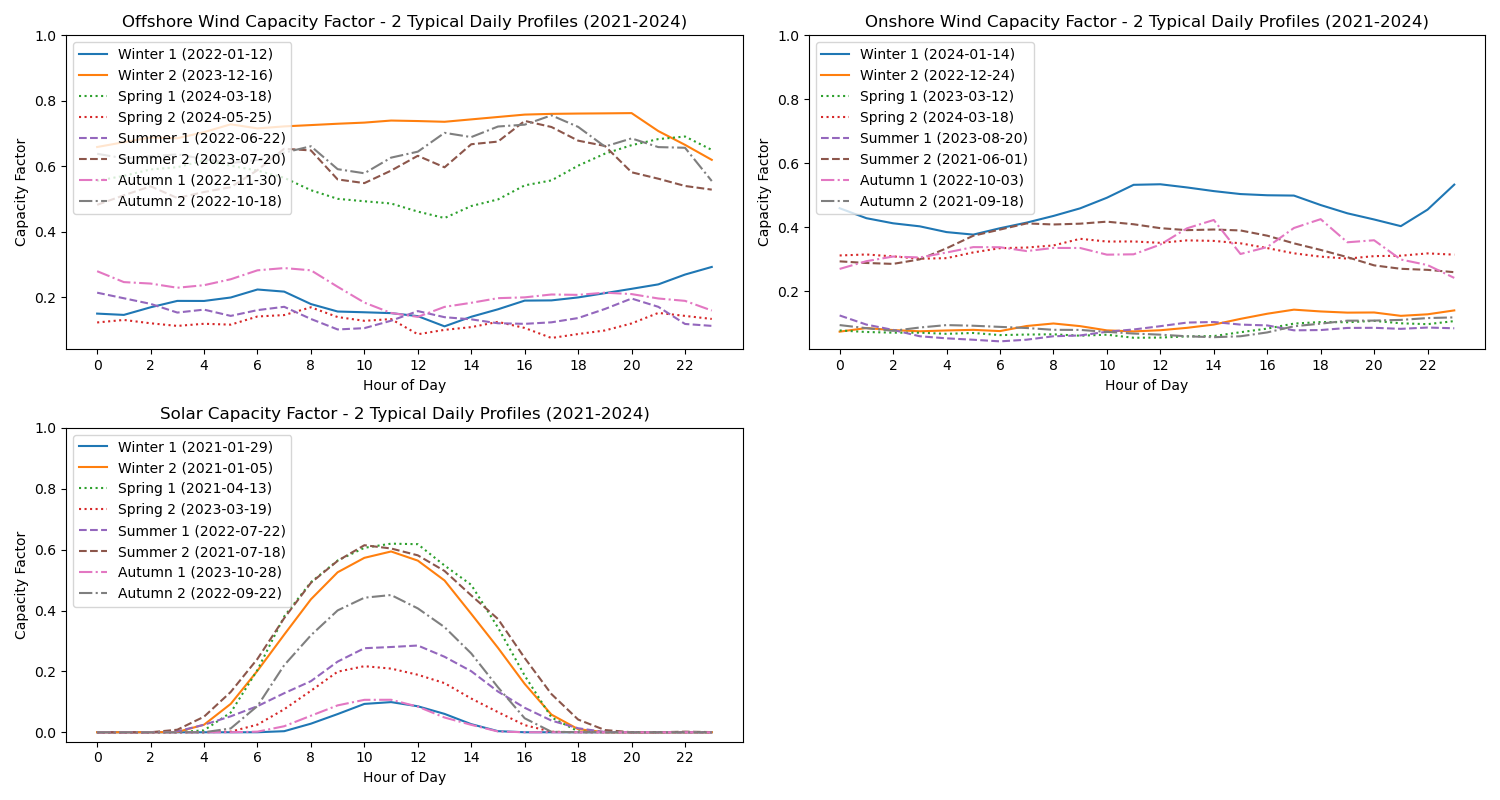 Offshore Wind Capacity Factor - 2 Typical Daily Profiles (2021-2024)
1.0
0.8
0.6
0.4
0.2
Capacity Factor
Winter 1 (2022-01-12)
Winter 2 (2023-12-16)
Spring 1 (2024-03-18)
Spring 2 (2024-05-25)
Summer 1 (2022-06-22)
Summer 2 (2023-07-20)
Autumn 1 (2022-11-30)
Autumn 2 (2022-10-18)
0 2 4 6 8 10 12 14 16 18 20 22
Hour of Day
Onshore Wind Capacity Factor - 2 Typical Daily Profiles (2021-2024)
1.0
0.8
0.6
0.4
0.2
Capacity Factor
Winter 1 (2024-01-14)
Winter 2 (2022-12-24)
Spring 1 (2023-03-12)
Spring 2 (2024-03-18)
Summer 1 (2023-08-20)
Summer 2 (2021-06-01)
Autumn 1 (2022-10-03)
Autumn 2 (2021-09-18)
0 2 4 6 8 10 12 14 16 18 20 22
Hour of Day
Solar Capacity Factor - 2 Typical Daily Profiles (2021-2024)
1.0
0.8
0.6
0.4
0.2
0.0
Capacity Factor
Winter 1 (2021-01-29)
Winter 2 (2021-01-05)
Spring 1 (2021-04-13)
Spring 2 (2023-03-19)
Summer 1 (2022-07-22)
Summer 2 (2021-07-18)
Autumn 1 (2023-10-28)
Autumn 2 (2022-09-22)
0 2 4 6 8 10 12 14 16 18 20 22
Hour of Day